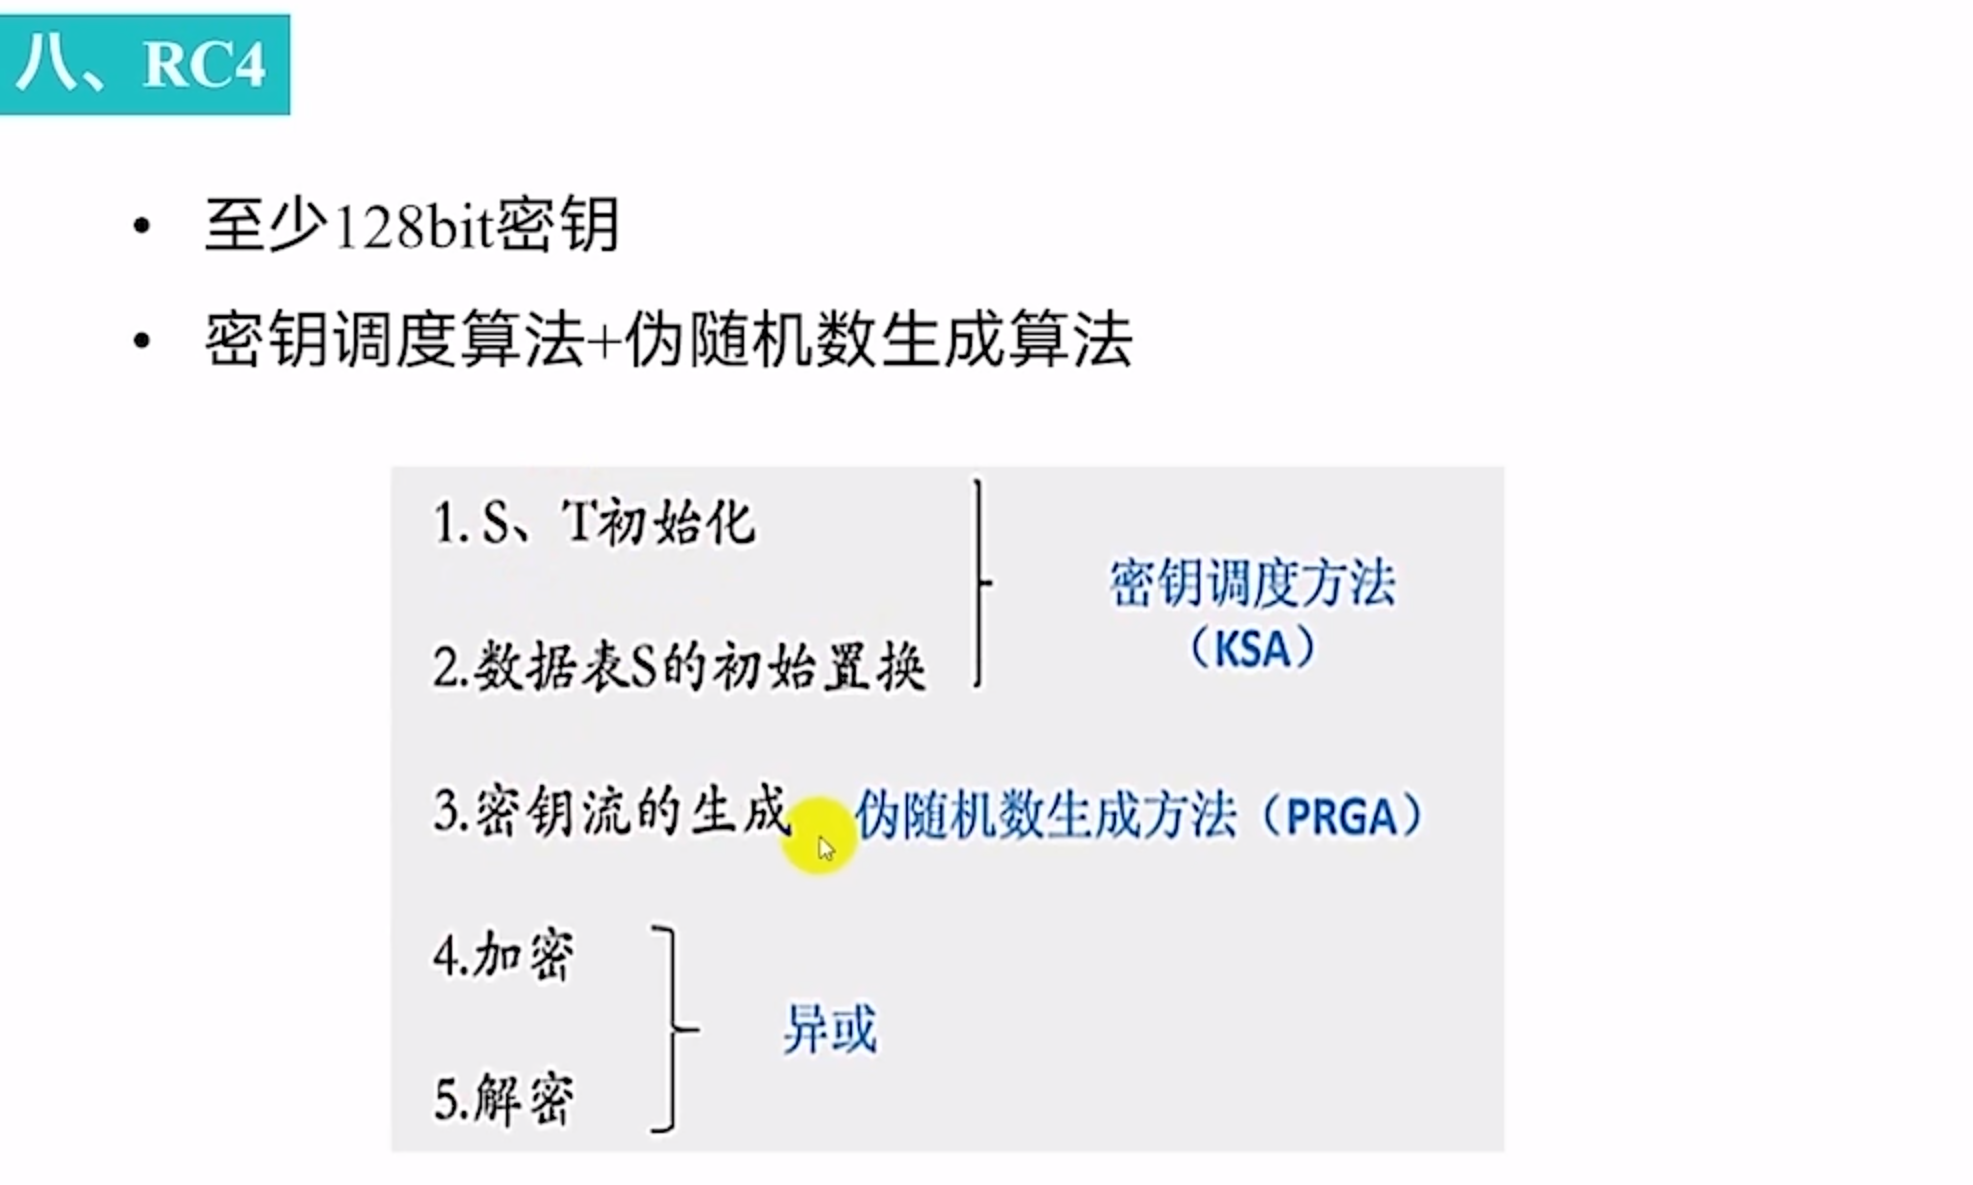 八、RC4
• 至少128bit密钥
• 密钥调度算法+伪随机数生成算法
1. S、T初始化
2.数据表S的初始置换
密钥调度方法
（KSA）
3.密钥流的生成 伪随机数生成方法（PRGA）
4.加密
5.解密
异或